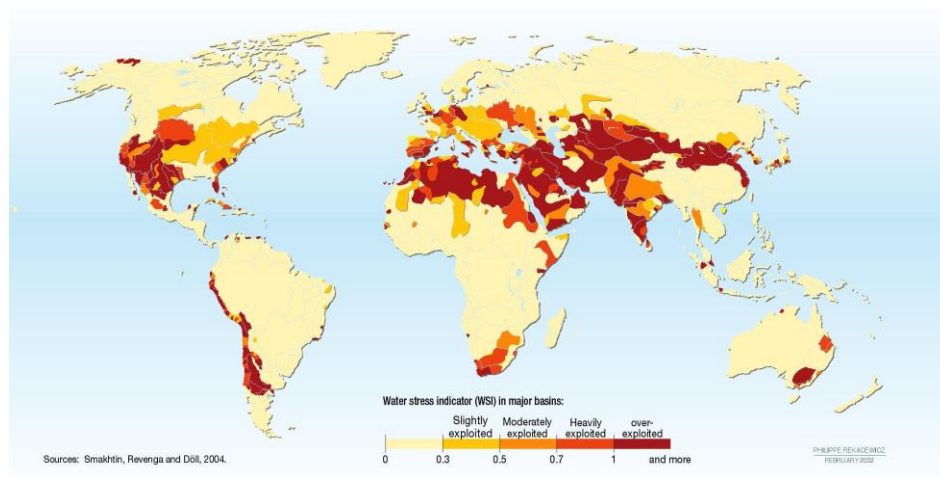 Water stress indicator (WSI) in major basins:
Slightly exploited
Moderately exploited
Heavily exploited
over-exploited
0 0.3 0.5 0.7 1 and more
Sources: Smakhtin, Revenga and Döll, 2004.
PHILIPPE REKACEWICZ
FEBRUARY 2002